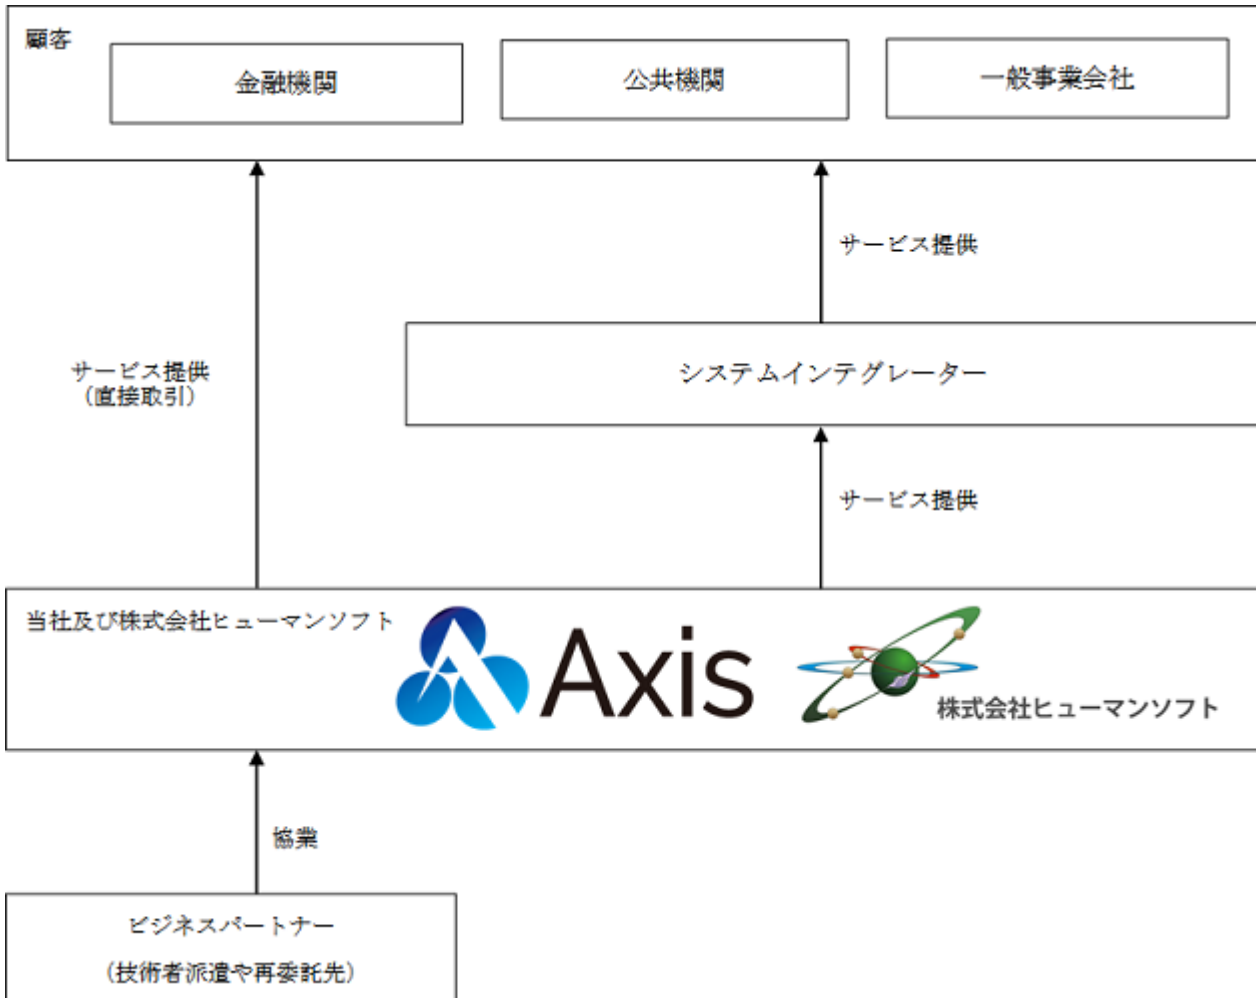 顧客
金融機関
公共機関
一般事業会社
サービス提供
システムインテグレーター
サービス提供
（直接取引）
サービス提供
当社及び株式会社ヒューマンソフト
Axis
株式会社ヒューマンソフト
協業
ビジネスパートナー
（技術者派遣や再委託先）